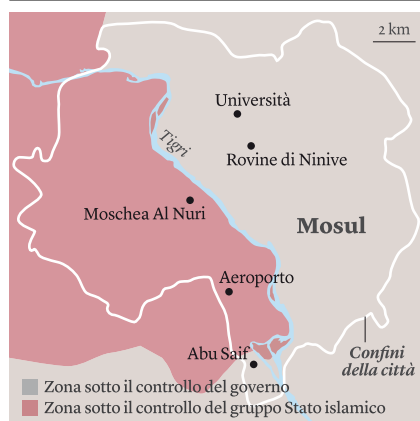 2 km
Università
Tigri
Rovine di Ninive
Moschea Al Nuri
Mosul
Aeroporto
Abu Saif
Confini
della città
Zona sotto il controllo del governo
Zona sotto il controllo del gruppo Stato islamico